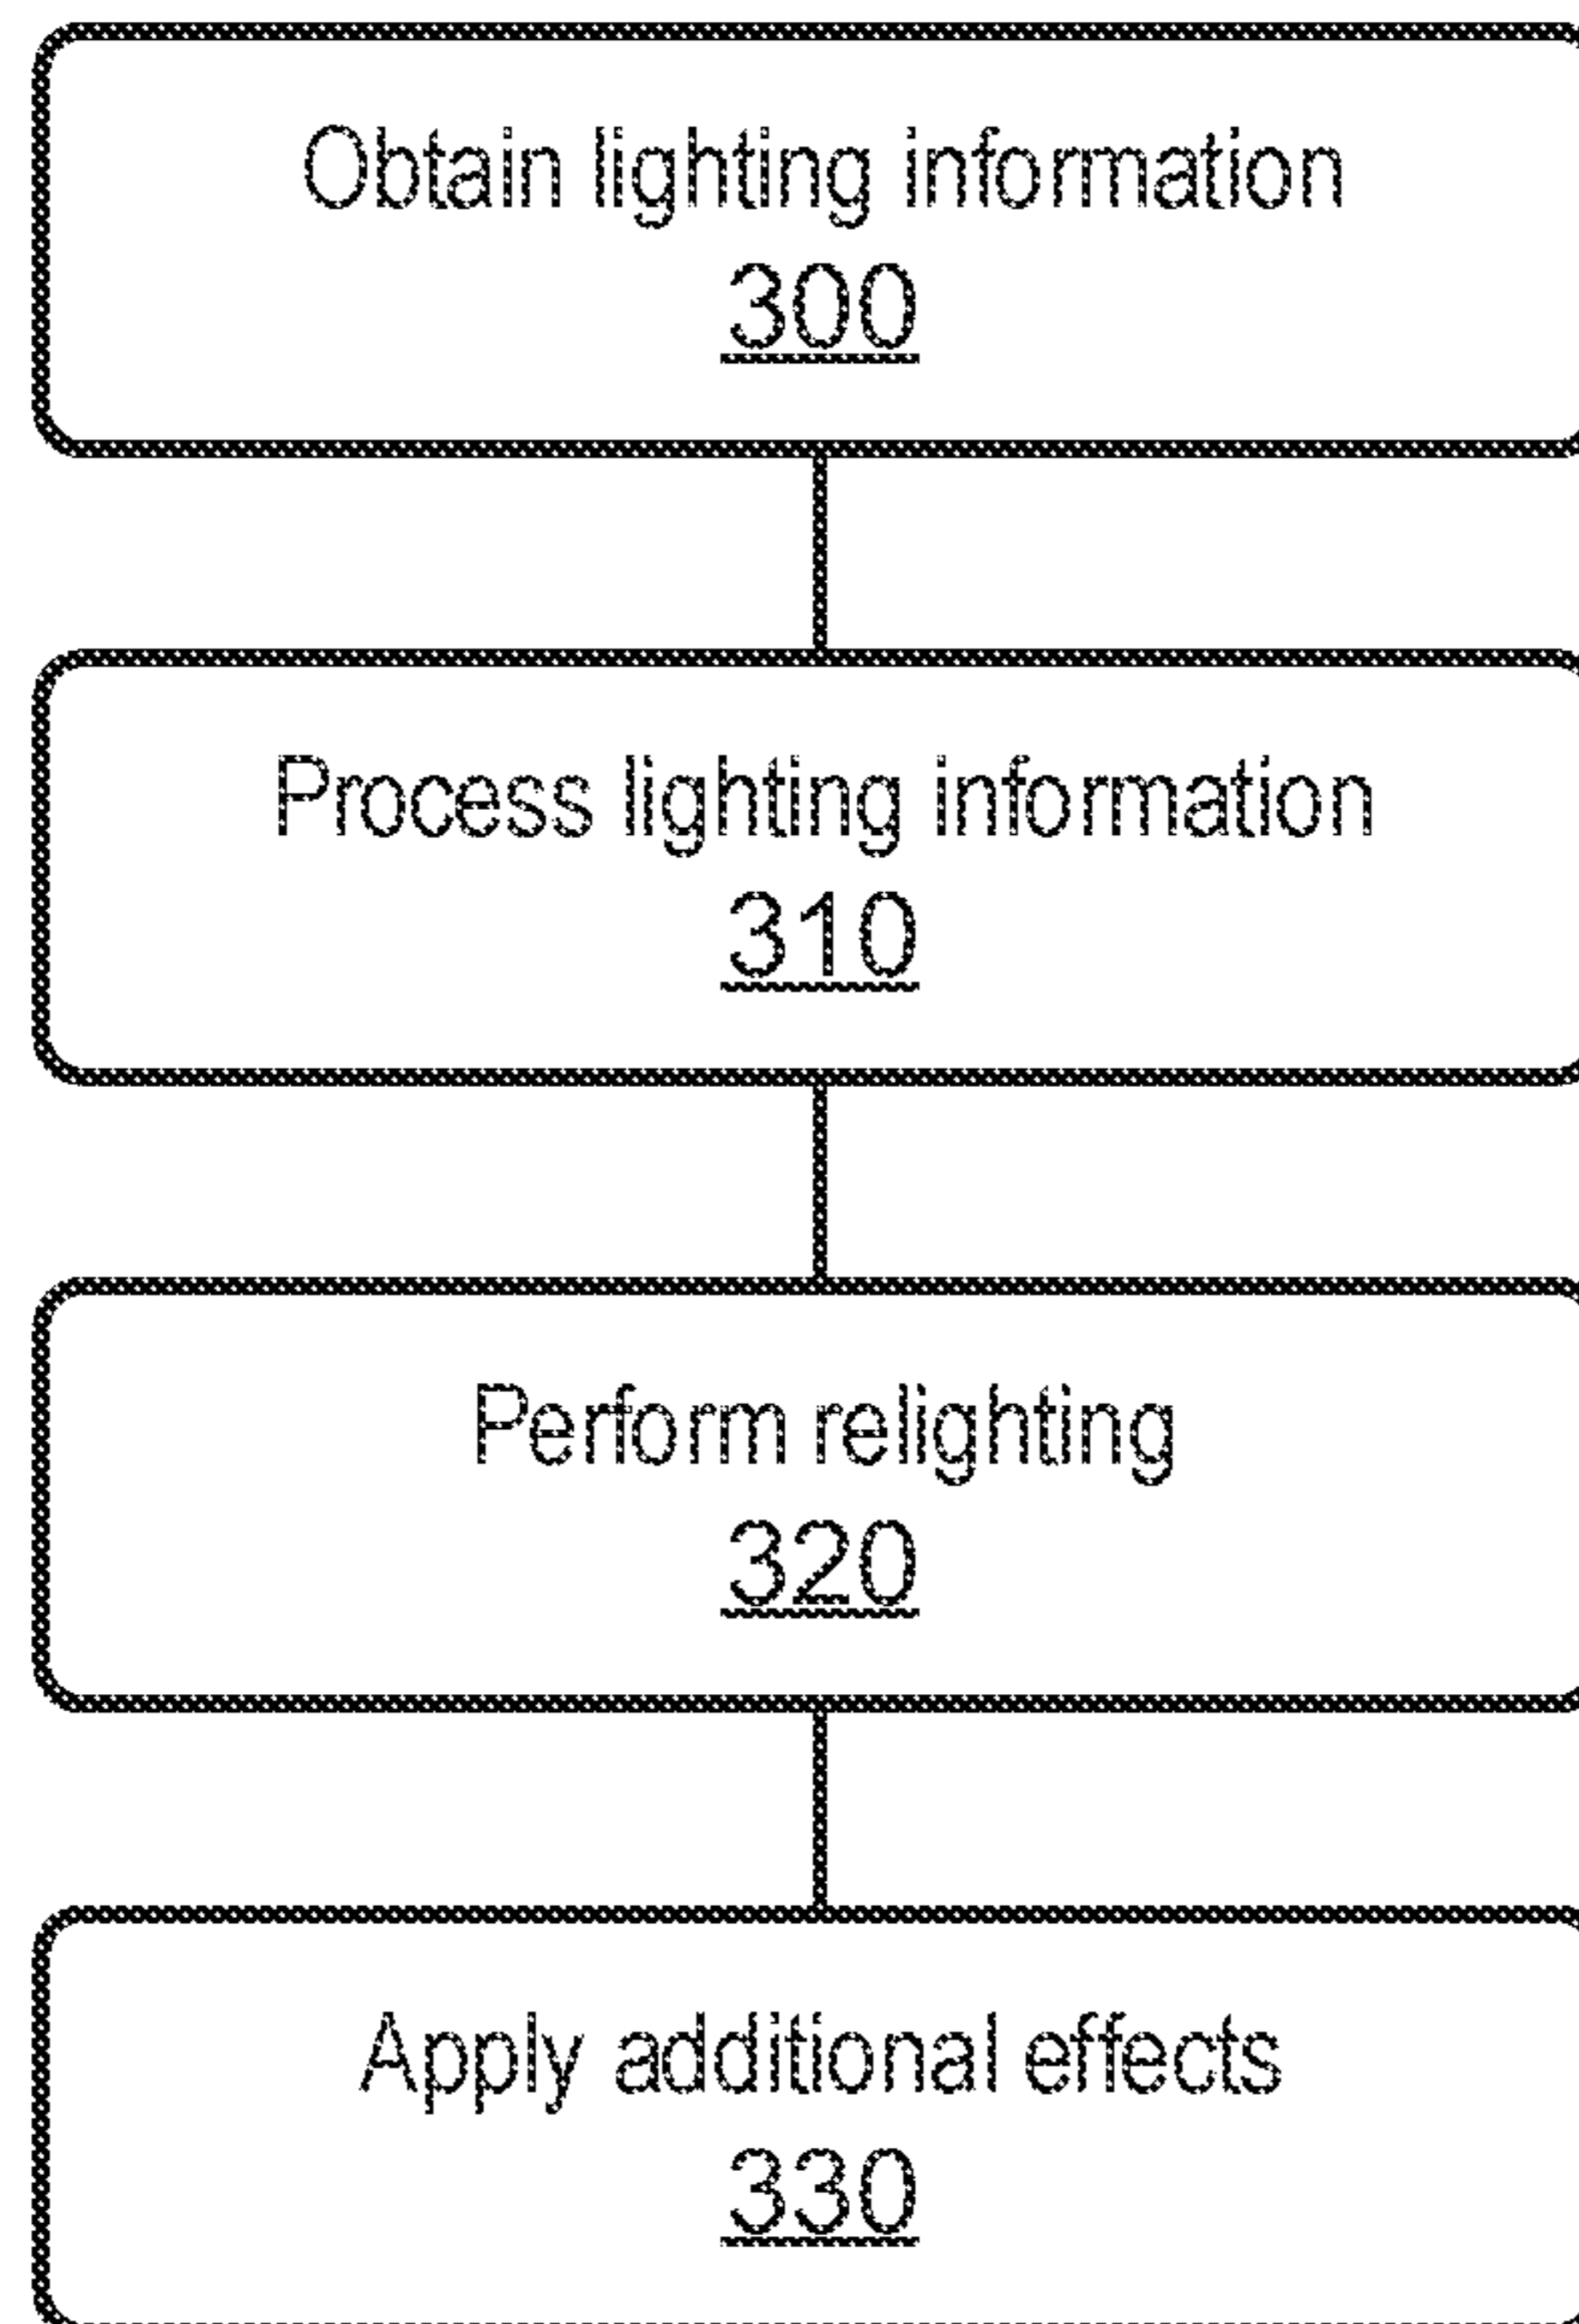 Obtain lighting information
300
Process lighting information
310
Perform relighting
320
Apply additional effects
330